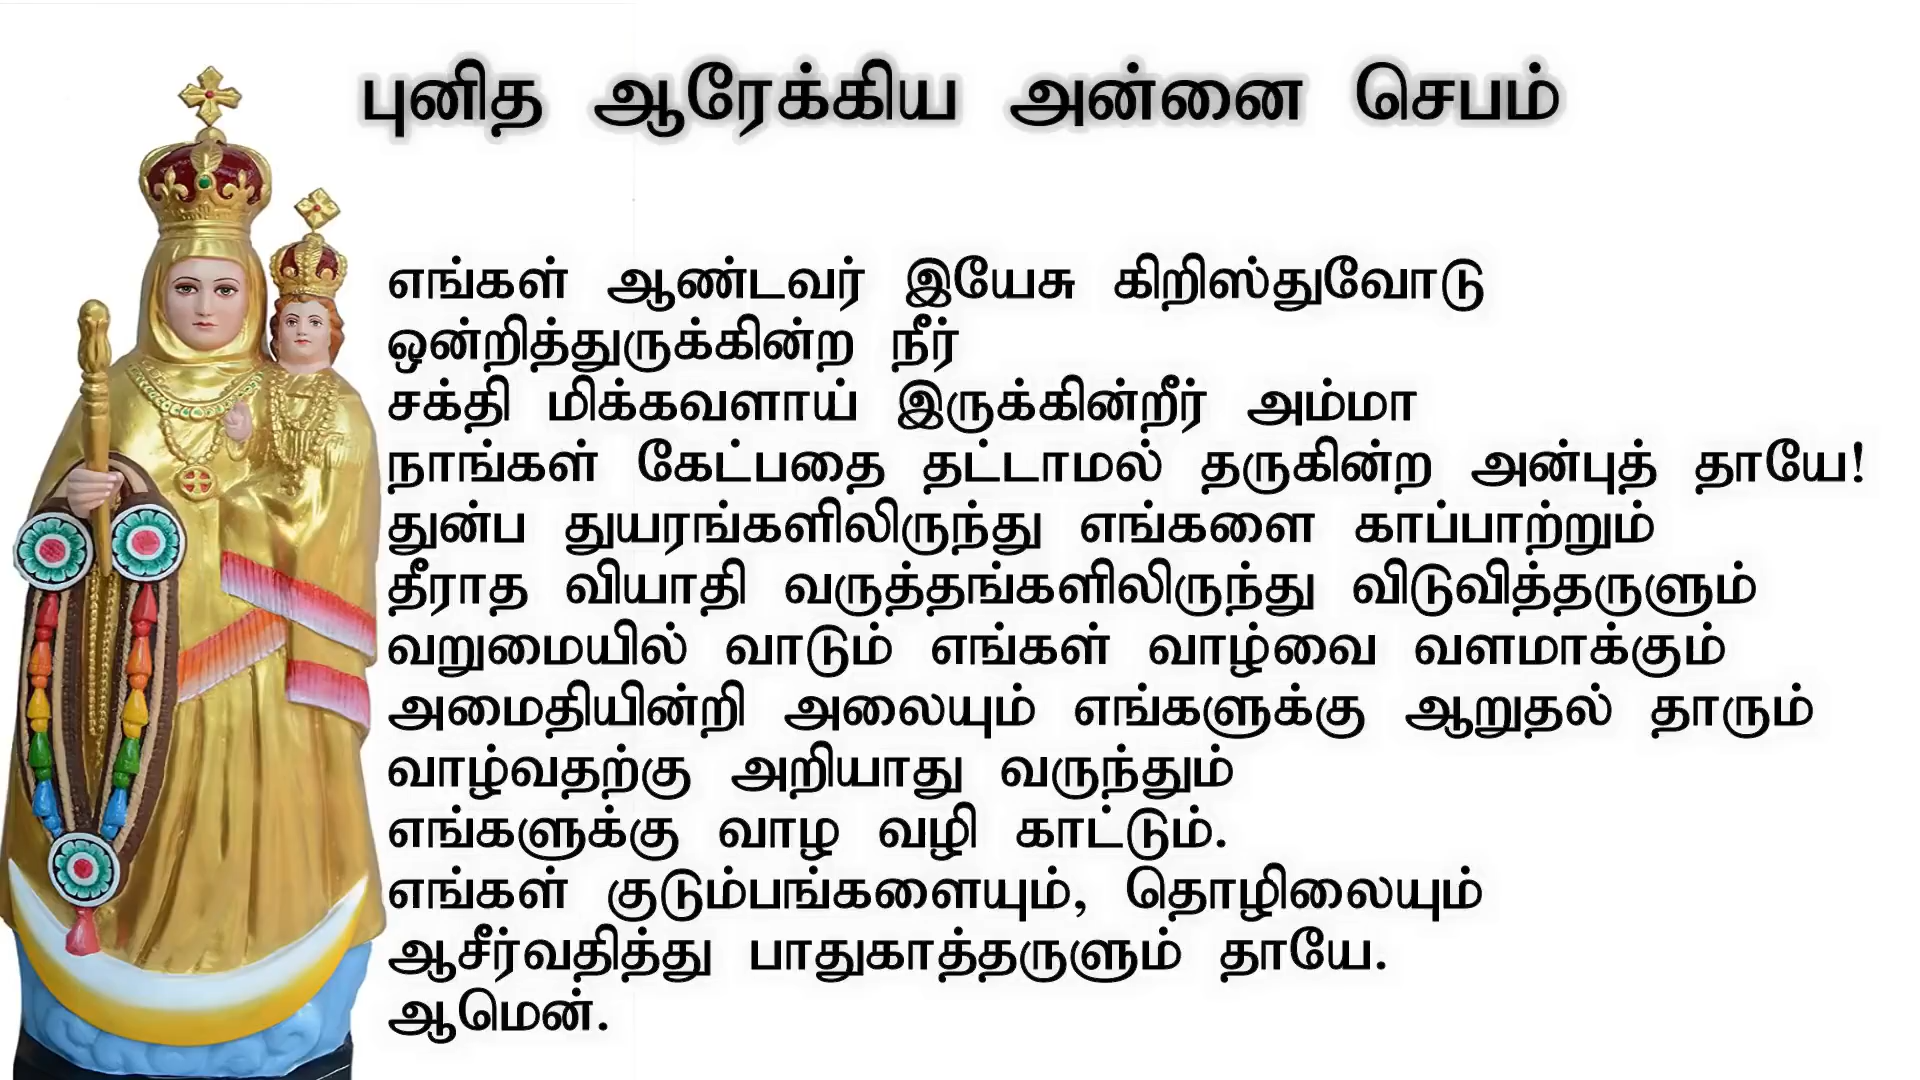 புனித ஆரேக்கிய அன்னை செபம்
எங்கள் ஆண்டவர் இயேசு கிறிஸ்துவோடு
ஒன்றித்துருக்கின்ற நீர்
சக்தி மிக்கவளாய் இருக்கின்றீர் அம்மா
நாங்கள் கேட்பதை தட்டாமல் தருகின்ற அன்புத் தாயே!
துன்ப துயரங்களிலிருந்து எங்களை காப்பாற்றும்
தீராத வியாதி வருத்தங்களிலிருந்து விடுவித்தருளும்
வறுமையில் வாடும் எங்கள் வாழ்வை வளமாக்கும்
அமைதியின்றி அலையும் எங்களுக்கு ஆறுதல் தாரும்
வாழ்வதற்கு அறியாது வருந்தும்
எங்களுக்கு வாழ வழி காட்டும்.
எங்கள் குடும்பங்களையும், தொழிலையும்
ஆசீர்வதித்து பாதுகாத்தருளும் தாயே.
ஆமென்.